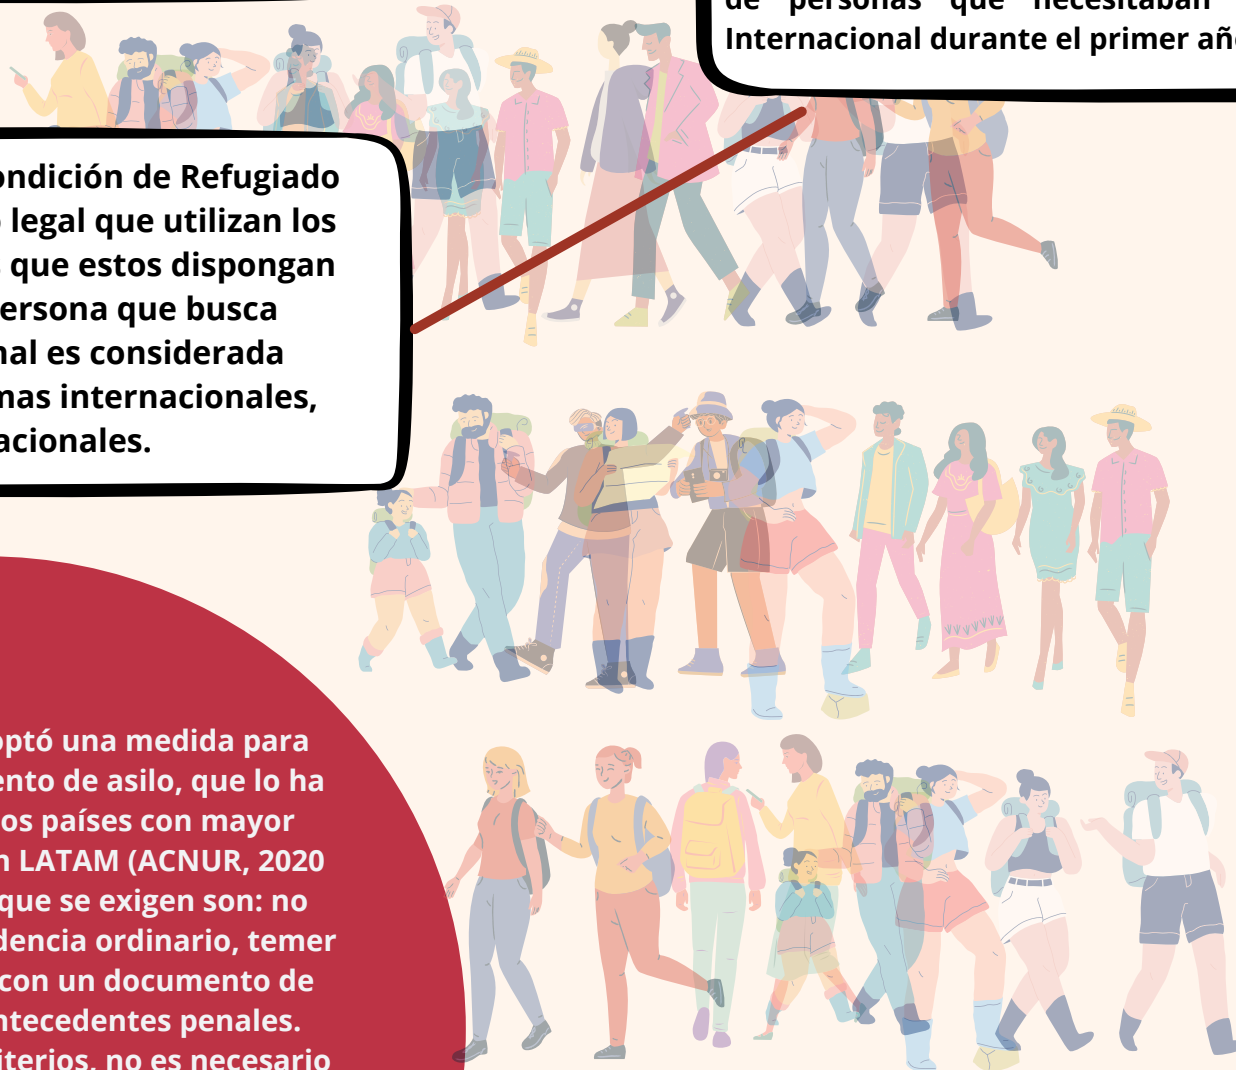 de personas que necesitaban
Internacional durante el primer añ
ondición de Refugiado
legal que utilizan los
que estos dispongan
ersona que busca
nal es considerada
mas internacionales,
acionales.
optó una medida para
ento de asilo, que lo ha
os países con mayor
n LATAM (ACNUR, 2020
que se exigen son: no
dencia ordinario, temer
con un documento de
ntecedentes penales.
iterios, no es necesario